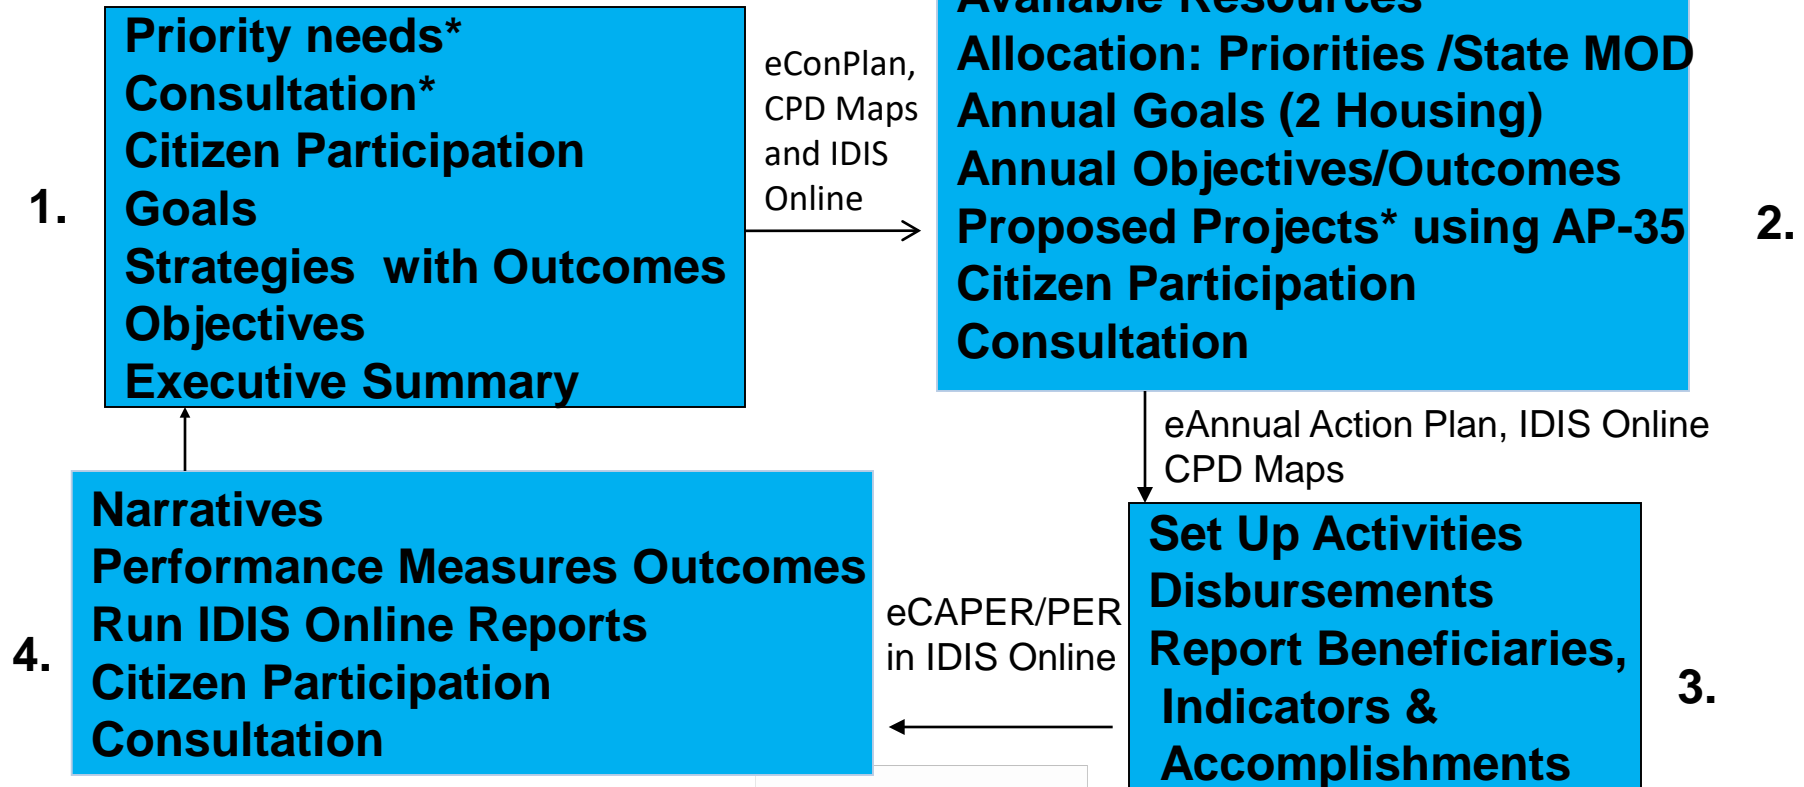 1.
Priority needs*
Consultation*
Citizen Participation
Goals
Strategies  with Outcomes
Objectives
Executive Summary
eConPlan,
CPD Maps
and IDIS
Online
Available Resources
Allocation: Priorities /State MOD
Annual Goals (2 Housing)
Annual Objectives/Outcomes
Proposed Projects* using AP-35
Citizen Participation
Consultation
2.
eAnnual Action Plan, IDIS Online
CPD Maps
Set Up Activities
Disbursements
Report Beneficiaries,
Indicators &
Accomplishments
3.
eCAPER/PER
in IDIS Online
4.
Narratives
Performance Measures Outcomes
Run IDIS Online Reports
Citizen Participation
Consultation